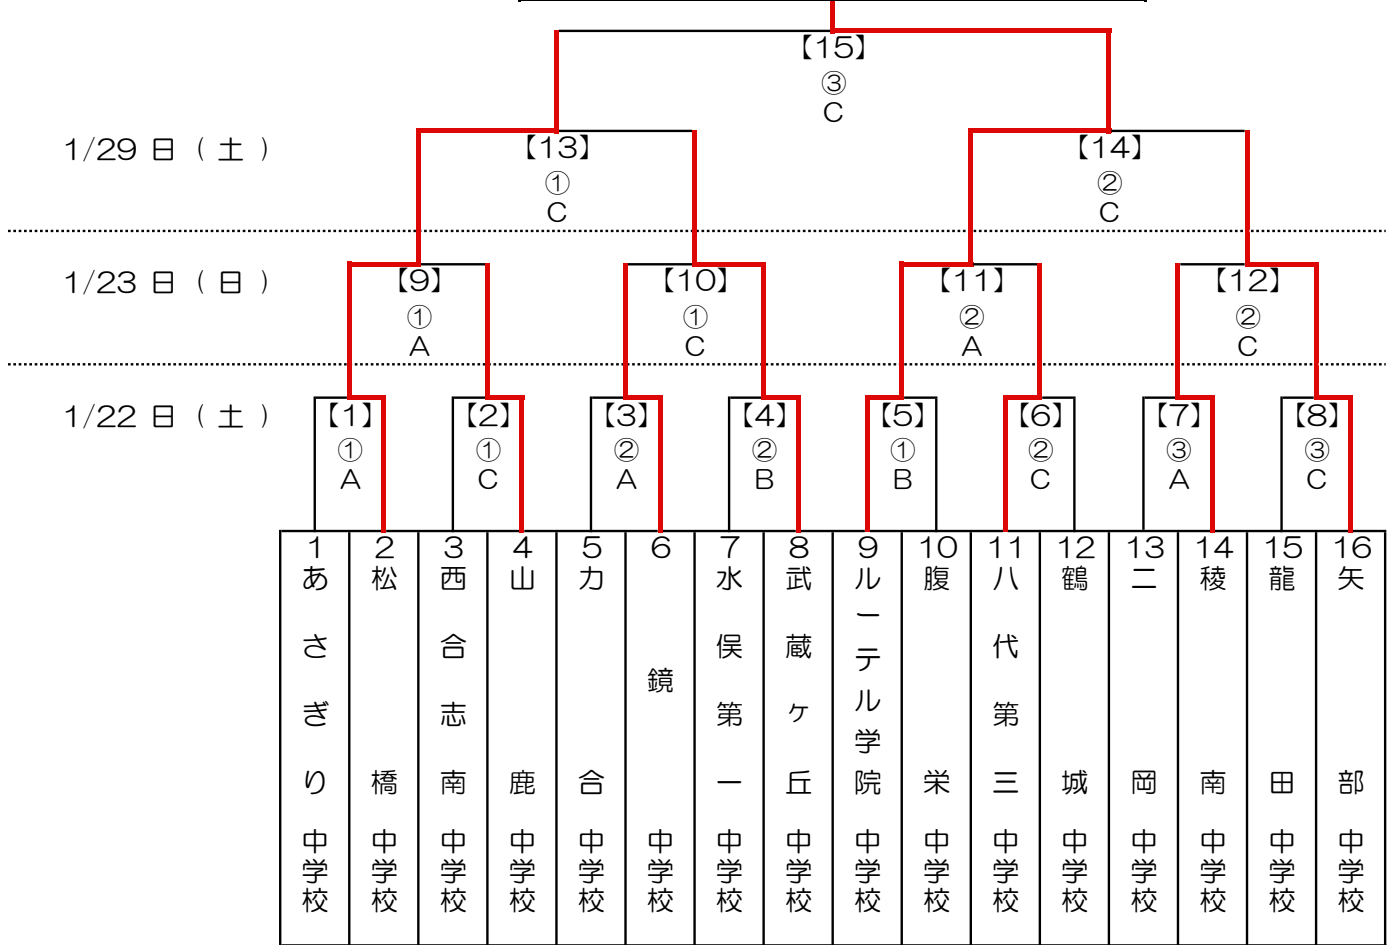 【15】
③
C
1/29 日 ( 土 )
【13】
①
C
【14】
②
C
1/23 日 ( 日 )
【9】
①
A
【10】
①
C
【11】
②
A
【12】
②
C
1/22 日 ( 土 )
【1】
①
A
【2】
①
C
【3】
②
A
【4】
②
B
【5】
①
B
【6】
②
C
【7】
③
A
【8】
③
C
1
あさぎり中学校
2
松橋中学校
3
西合志南中学校
4
山鹿中学校
5
力合中学校
6
鏡中学校
7
水俣第一中学校
8
武蔵ヶ丘中学校
9
ルーテル学院中学校
10
腹栄中学校
11
八代第三中学校
12
鶴城中学校
13
二岡中学校
14
稜南中学校
15
龍田中学校
16
矢部中学校